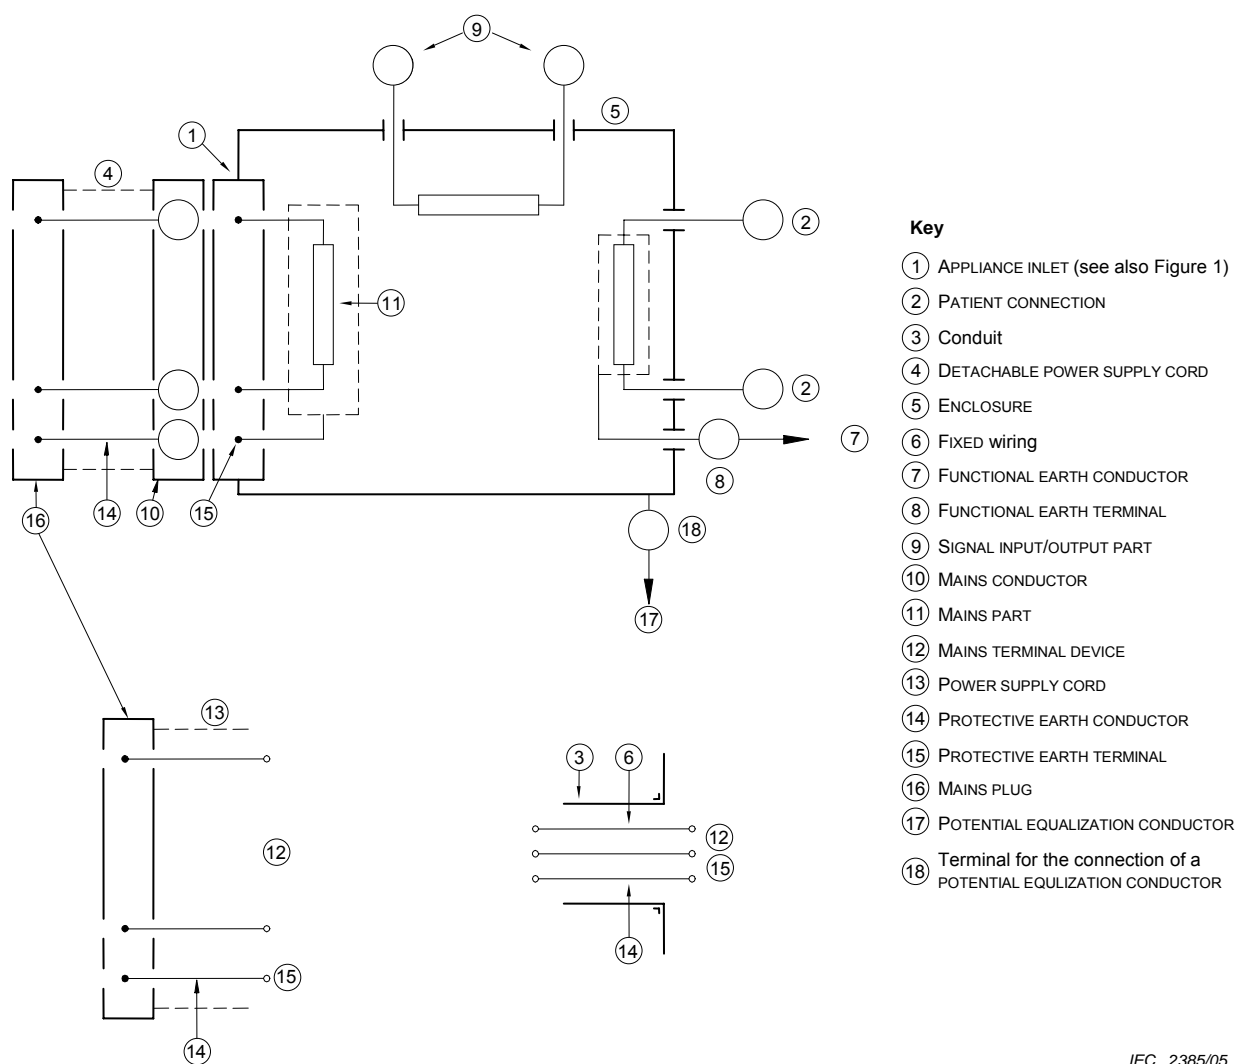 9
5
1
4
2
11
2
7
8
16
14
10
15
18
17
13
3
6
12
12
15
14
15
14
Key
1 APPLIANCE INLET (see also Figure 1)
2 PATIENT CONNECTION
3 Conduit
4 DETACHABLE POWER SUPPLY CORD
5 ENCLOSURE
6 FIXED wiring
7 FUNCTIONAL EARTH CONDUCTOR
8 FUNCTIONAL EARTH TERMINAL
9 SIGNAL INPUT/OUTPUT PART
10 MAINS CONDUCTOR
11 MAINS PART
12 MAINS TERMINAL DEVICE
13 POWER SUPPLY CORD
14 PROTECTIVE EARTH CONDUCTOR
15 PROTECTIVE EARTH TERMINAL
16 MAINS PLUG
17 POTENTIAL EQUALIZATION CONDUCTOR
18 Terminal for the connection of a
POTENTIAL EQULIZATION CONDUCTOR
IEC 2385/05